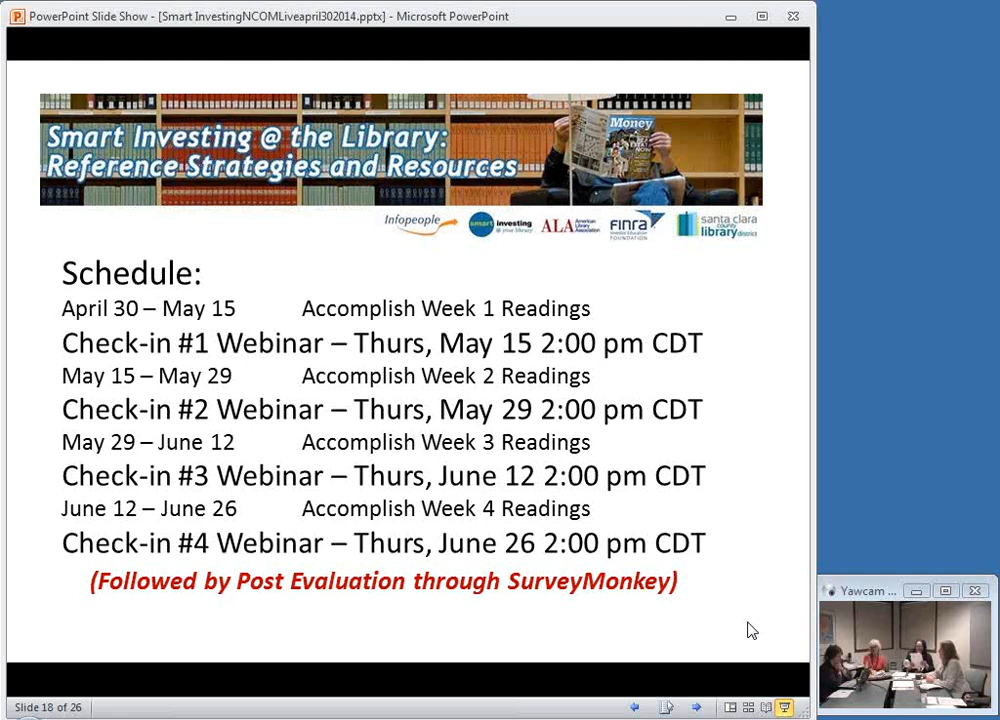 PowerPoint Slide Show - [Smart InvestingNCOMLiveapril302014.pptx] - Microsoft PowerPoint
Money
Smart Investing @ the Library:
Reference Strategies and Resources
Infopeople
smart investing
@ your library
ALA American Library Association
FINRA
Investor Education
FOUNDATION
santa clara
county
library district
Schedule:
April 30 – May 15 Accomplish Week 1 Readings
Check-in #1 Webinar – Thurs, May 15 2:00 pm CDT
May 15 – May 29 Accomplish Week 2 Readings
Check-in #2 Webinar – Thurs, May 29 2:00 pm CDT
May 29 – June 12 Accomplish Week 3 Readings
Check-in #3 Webinar – Thurs, June 12 2:00 pm CDT
June 12 – June 26 Accomplish Week 4 Readings
Check-in #4 Webinar – Thurs, June 26 2:00 pm CDT
(Followed by Post Evaluation through SurveyMonkey)
Yawcam ...
Slide 18 of 26